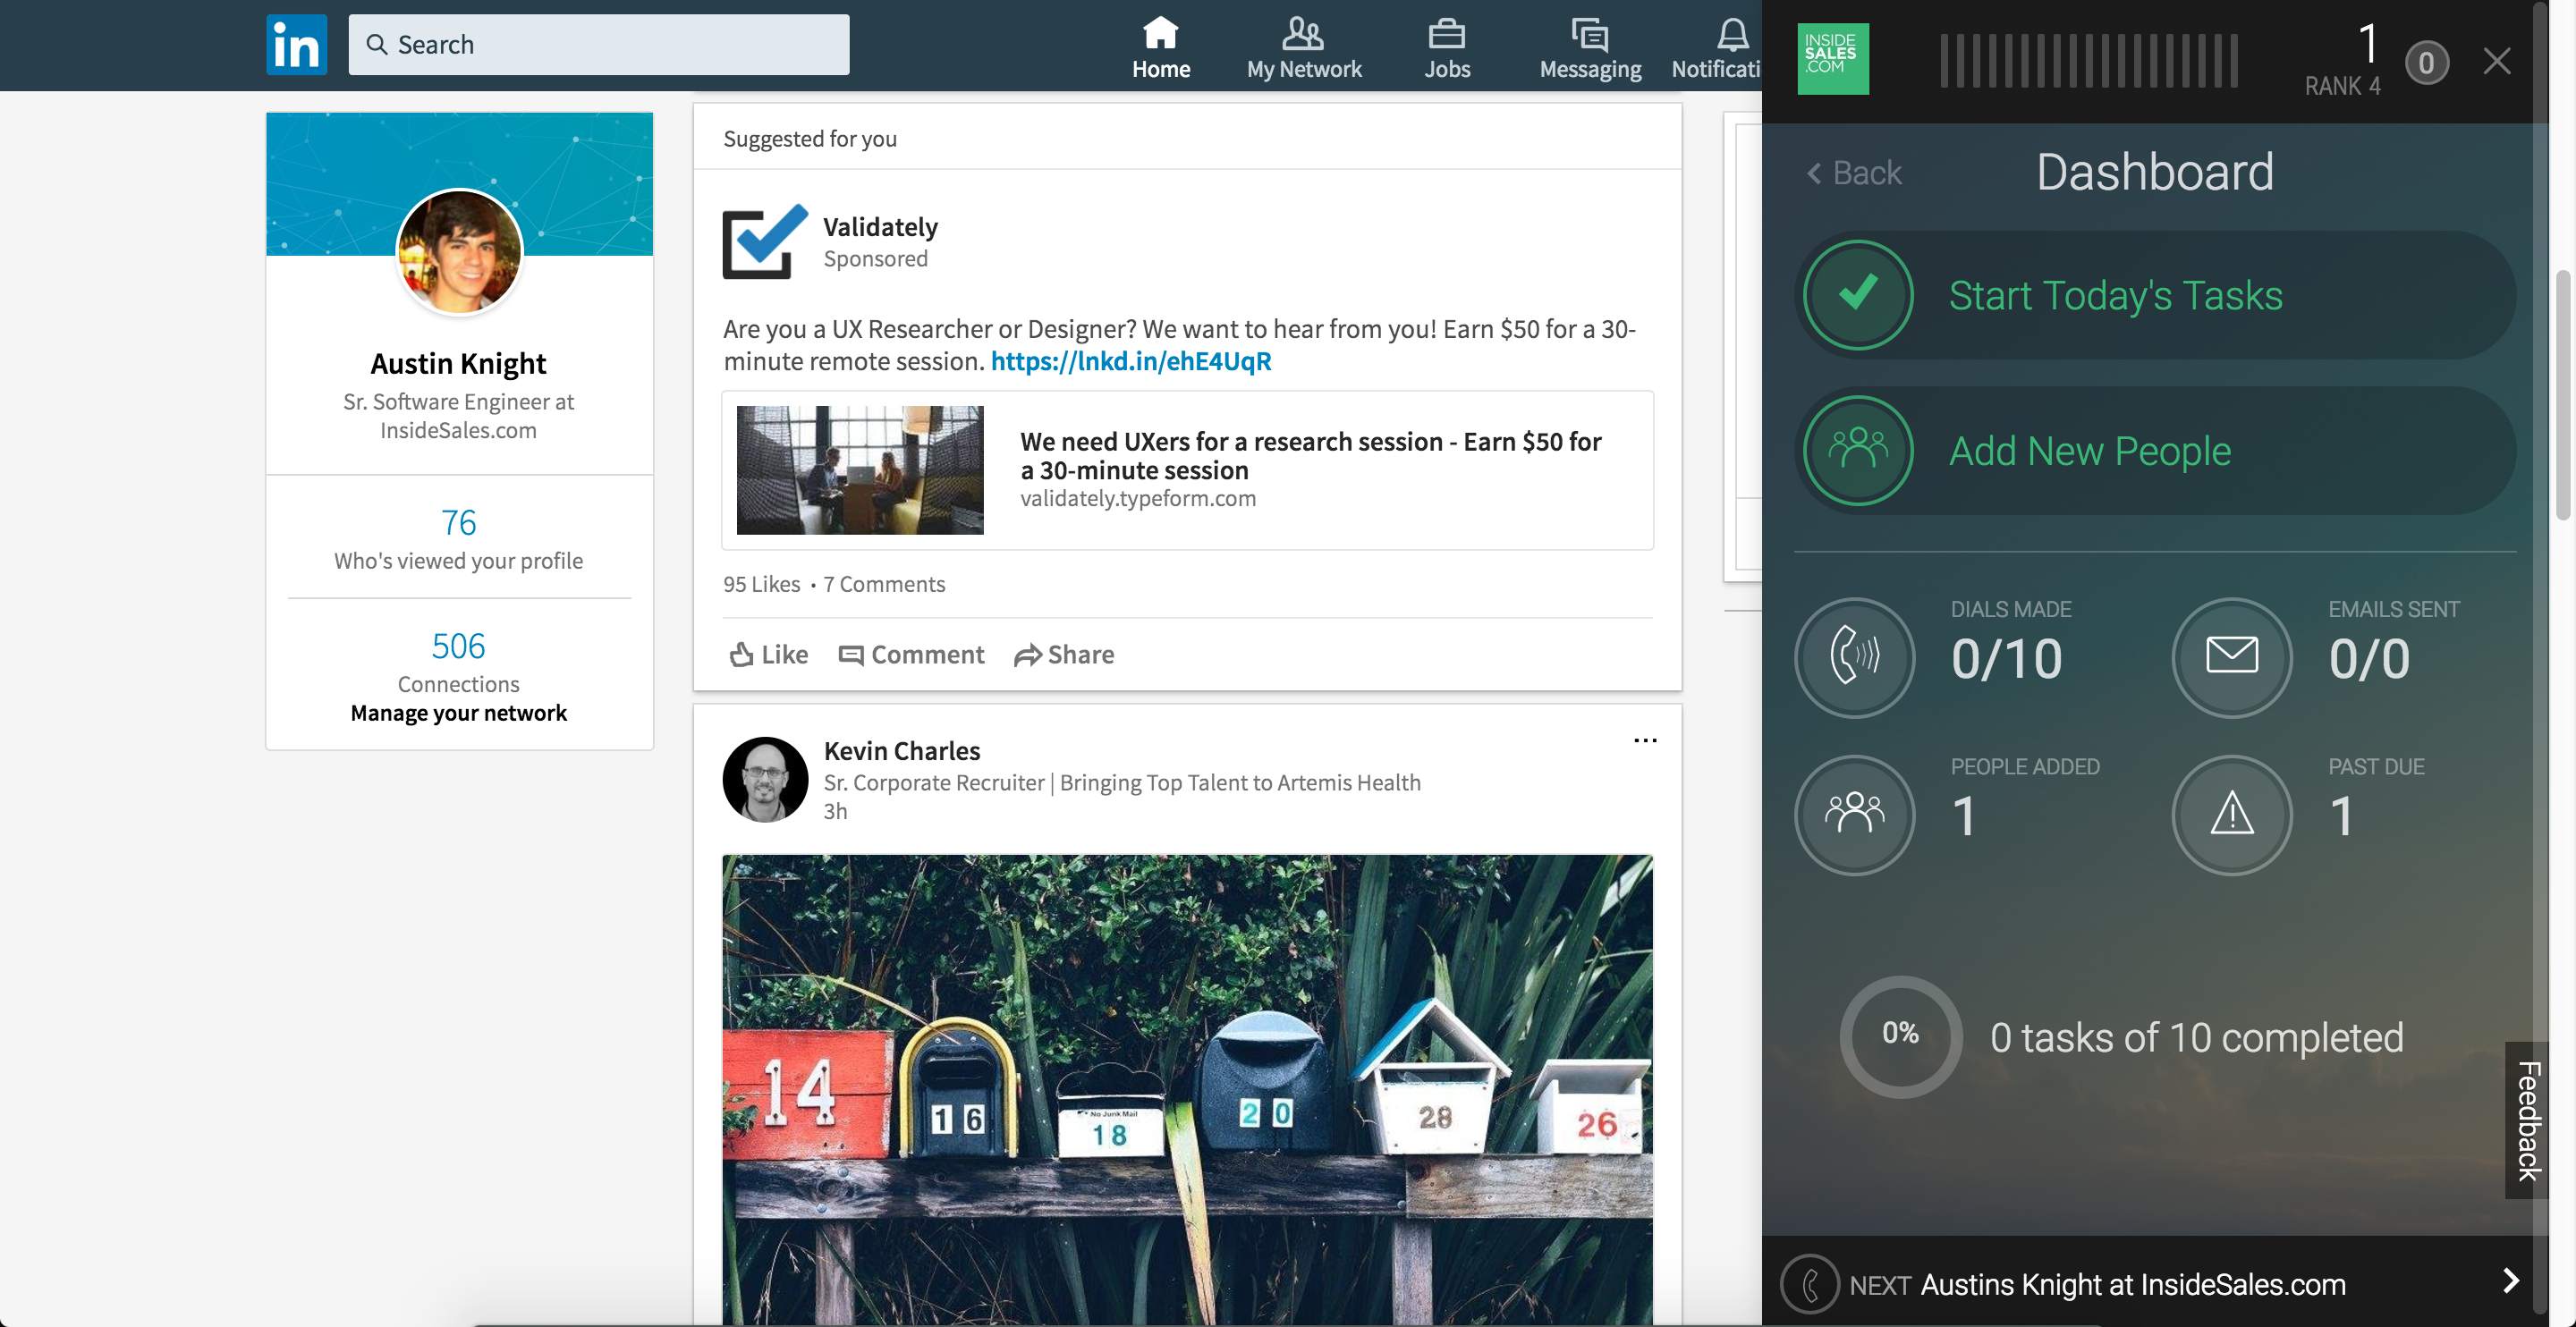 in
Search
Home
My Network
Jobs
Messaging
Notificati
Austin Knight
Sr. Software Engineer at
InsideSales.com
76
Who's viewed your profile
506
Connections
Manage your network
Suggested for you
Validately
Sponsored
Are you a UX Researcher or Designer? We want to hear from you! Earn $50 for a 30-
minute remote session. https://lnkd.in/ehE4UqR
We need UXers for a research session - Earn $50 for
a 30-minute session
validately.typeform.com
95 Likes • 7 Comments
Like
Comment
Share
Kevin Charles
Sr. Corporate Recruiter | Bringing Top Talent to Artemis Health
3h
14
16
No Junk Mail
18
20
28
26
INSIDE
SALES
.COM
1
RANK 4
0
Back
Dashboard
Start Today's Tasks
Add New People
DIALS MADE
0/10
EMAILS SENT
0/0
PEOPLE ADDED
1
PAST DUE
1
0%
0 tasks of 10 completed
Feedback
NEXT Austins Knight at InsideSales.com